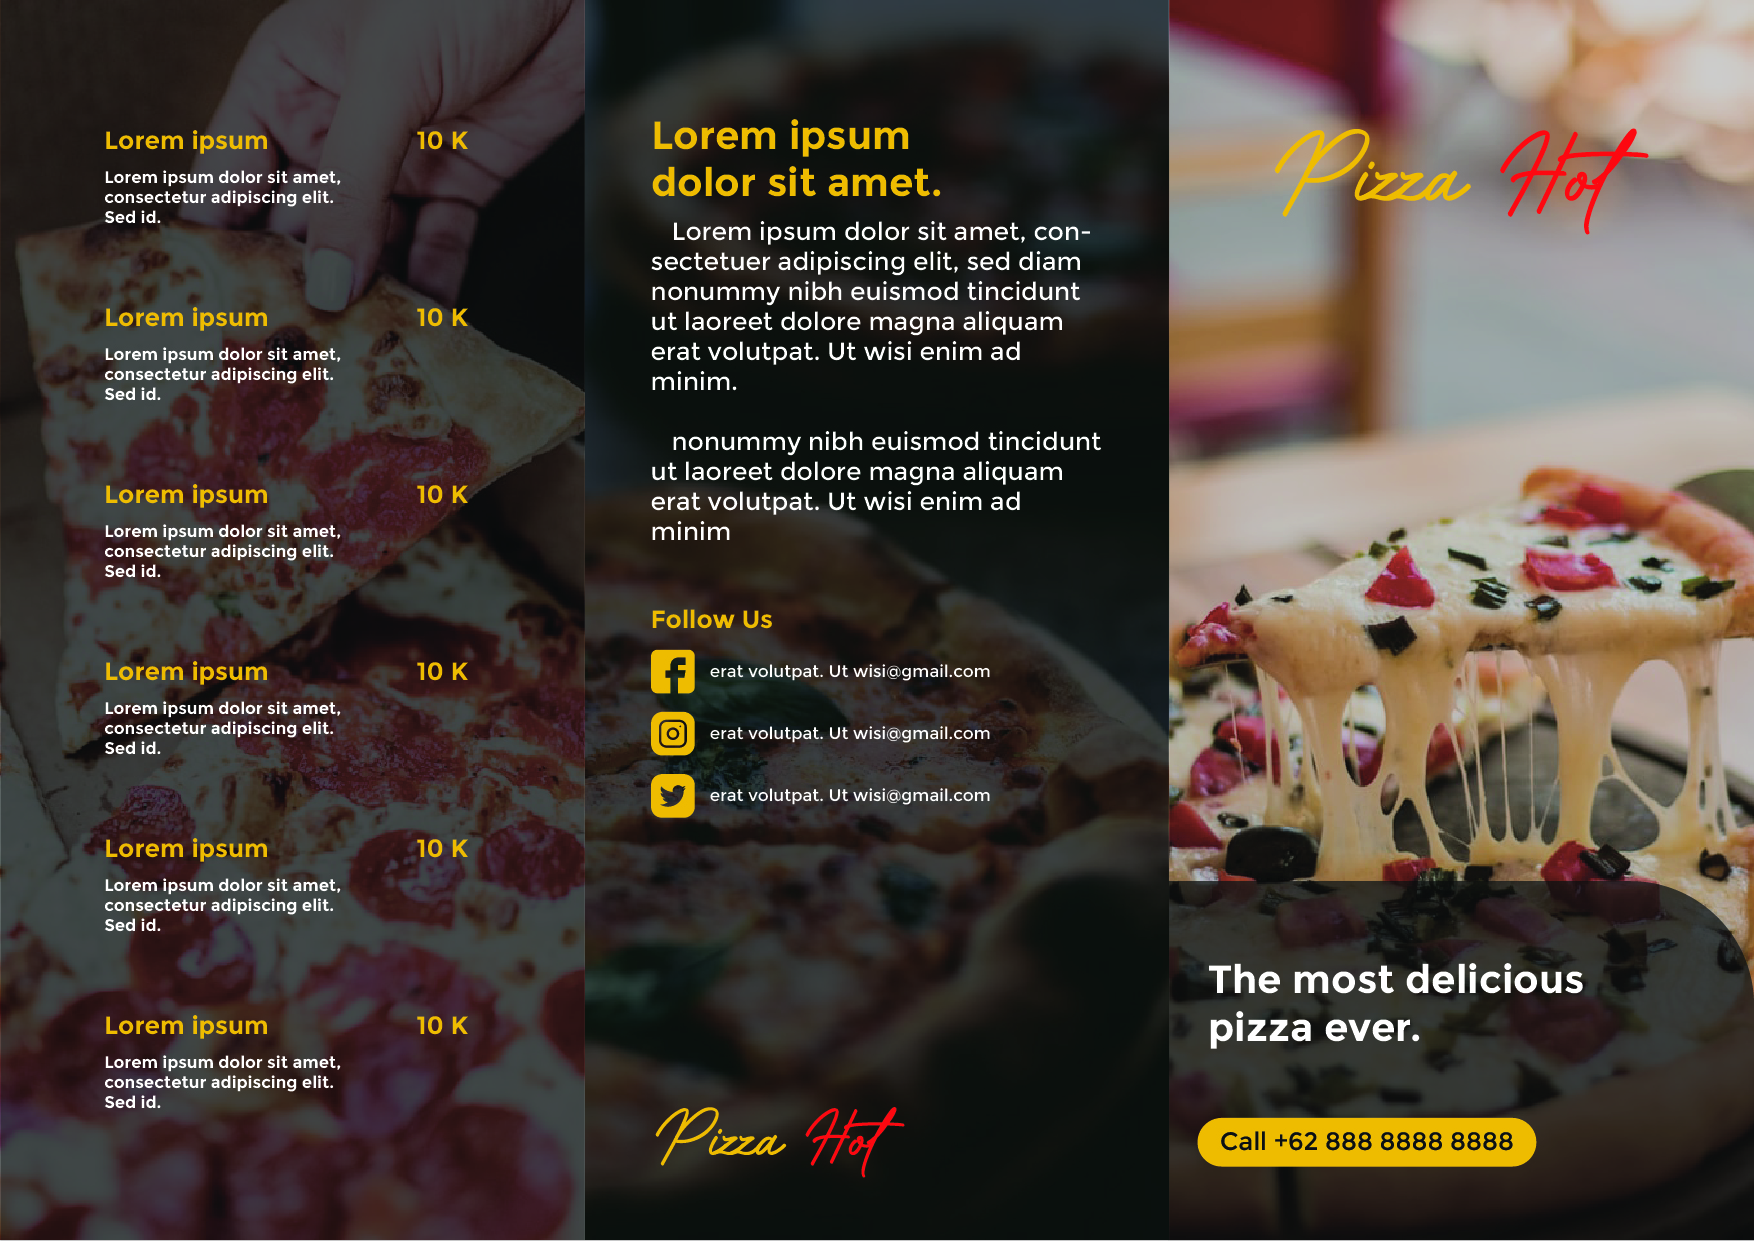 Lorem ipsum 10 K
Lorem ipsum dolor sit amet,
consectetur adipiscing elit.
Sed id.
Lorem ipsum 10 K
Lorem ipsum dolor sit amet,
consectetur adipiscing elit.
Sed id.
Lorem ipsum 10 K
Lorem ipsum dolor sit amet,
consectetur adipiscing elit.
Sed id.
Lorem ipsum 10 K
Lorem ipsum dolor sit amet,
consectetur adipiscing elit.
Sed id.
Lorem ipsum 10 K
Lorem ipsum dolor sit amet,
consectetur adipiscing elit.
Sed id.
Lorem ipsum 10 K
Lorem ipsum dolor sit amet,
consectetur adipiscing elit.
Sed id.
Lorem ipsum
dolor sit amet.
Lorem ipsum dolor sit amet, con-
sectetuer adipiscing elit, sed diam
nonummy nibh euismod tincidunt
ut laoreet dolore magna aliquam
erat volutpat. Ut wisi enim ad
minim.
nonummy nibh euismod tincidunt
ut laoreet dolore magna aliquam
erat volutpat. Ut wisi enim ad
minim
Follow Us
erat volutpat. Ut wisi@gmail.com
erat volutpat. Ut wisi@gmail.com
erat volutpat. Ut wisi@gmail.com
Pizza Hot
Pizza Hot
The most delicious
pizza ever.
Call +62 888 8888 8888